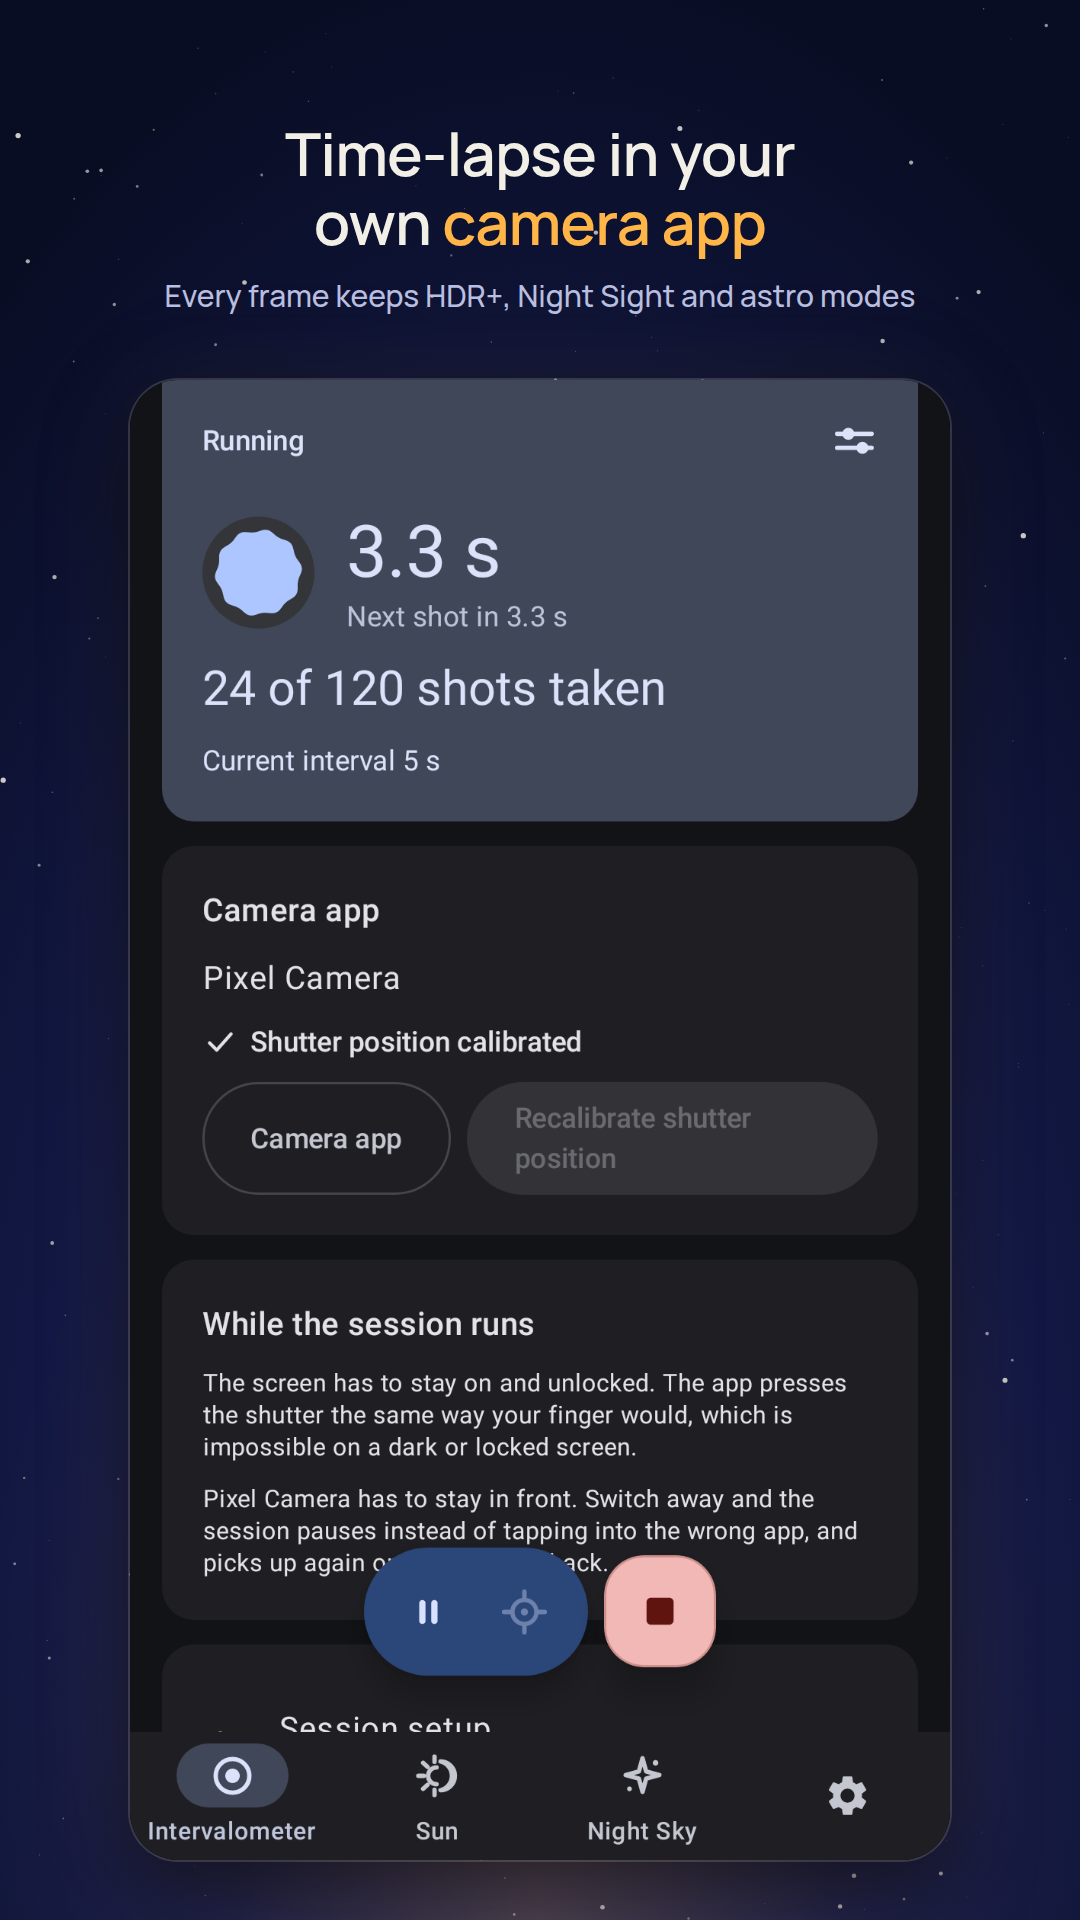 Time-lapse in your
own camera app
Every frame keeps HDR+, Night Sight and astro modes
Running
3.3 s
Next shot in 3.3 s
24 of 120 shots taken
Current interval 5 s
Camera app
Pixel Camera
Shutter position calibrated
Camera app
Recalibrate shutter
position
While the session runs
The screen has to stay on and unlocked. The app presses
the shutter the same way your finger would, which is
impossible on a dark or locked screen.
Pixel Camera has to stay in front. Switch away and the
session pauses instead of tapping into the wrong app, and
picks up again
Session setup
Intervalometer
Sun
Night Sky